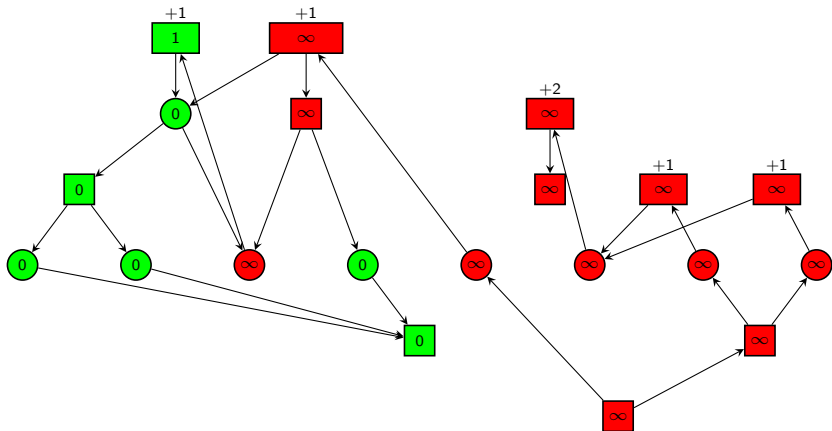 +1 +1
1 ∞
+2
0 ∞ ∞
+1 +1
0 ∞ ∞ ∞
0 0 ∞ 0 ∞ ∞ ∞ ∞
0 ∞
∞